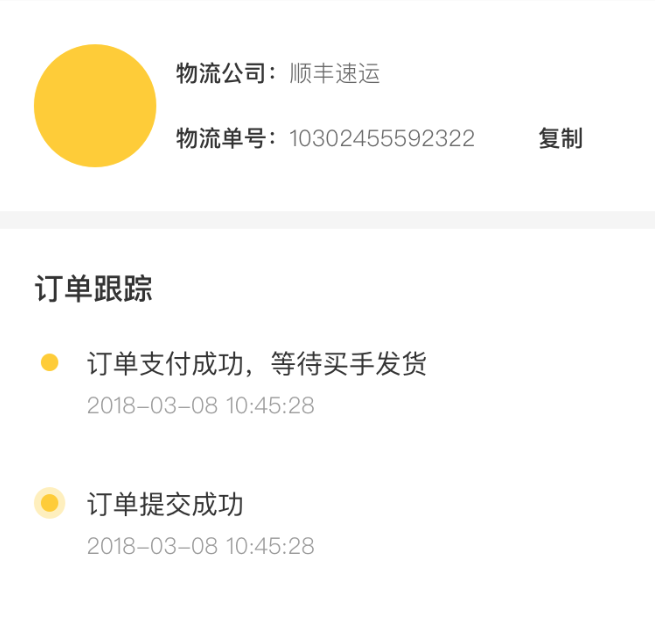 物流公司：顺丰速运
物流单号：10302455592322 复制
订单跟踪
订单支付成功，等待买手发货
2018-03-08 10:45:28
订单提交成功
2018-03-08 10:45:28